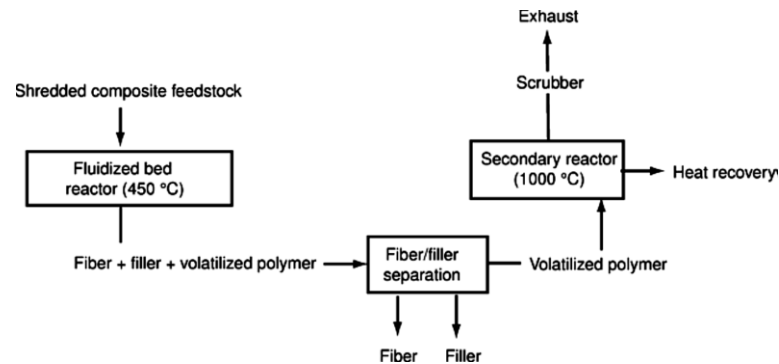 Exhaust
Scrubber
Shredded composite feedstock
Fluidized bed
reactor (450 °C)
Secondary reactor
(1000 °C)
Heat recovery
Fiber + filler + volatilized polymer
Fiber/filler
separation
Volatilized polymer
Fiber
Filler